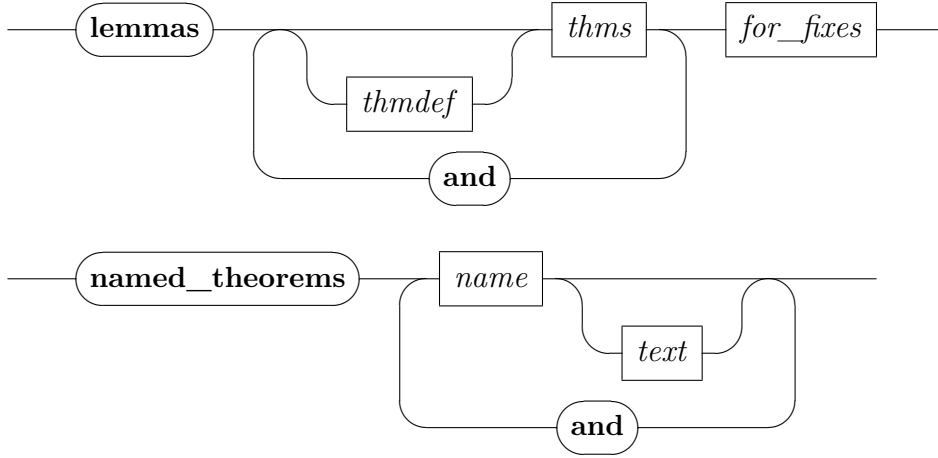 lemmas thms for_fixes
thmdef
and
named_theorems name
text
and